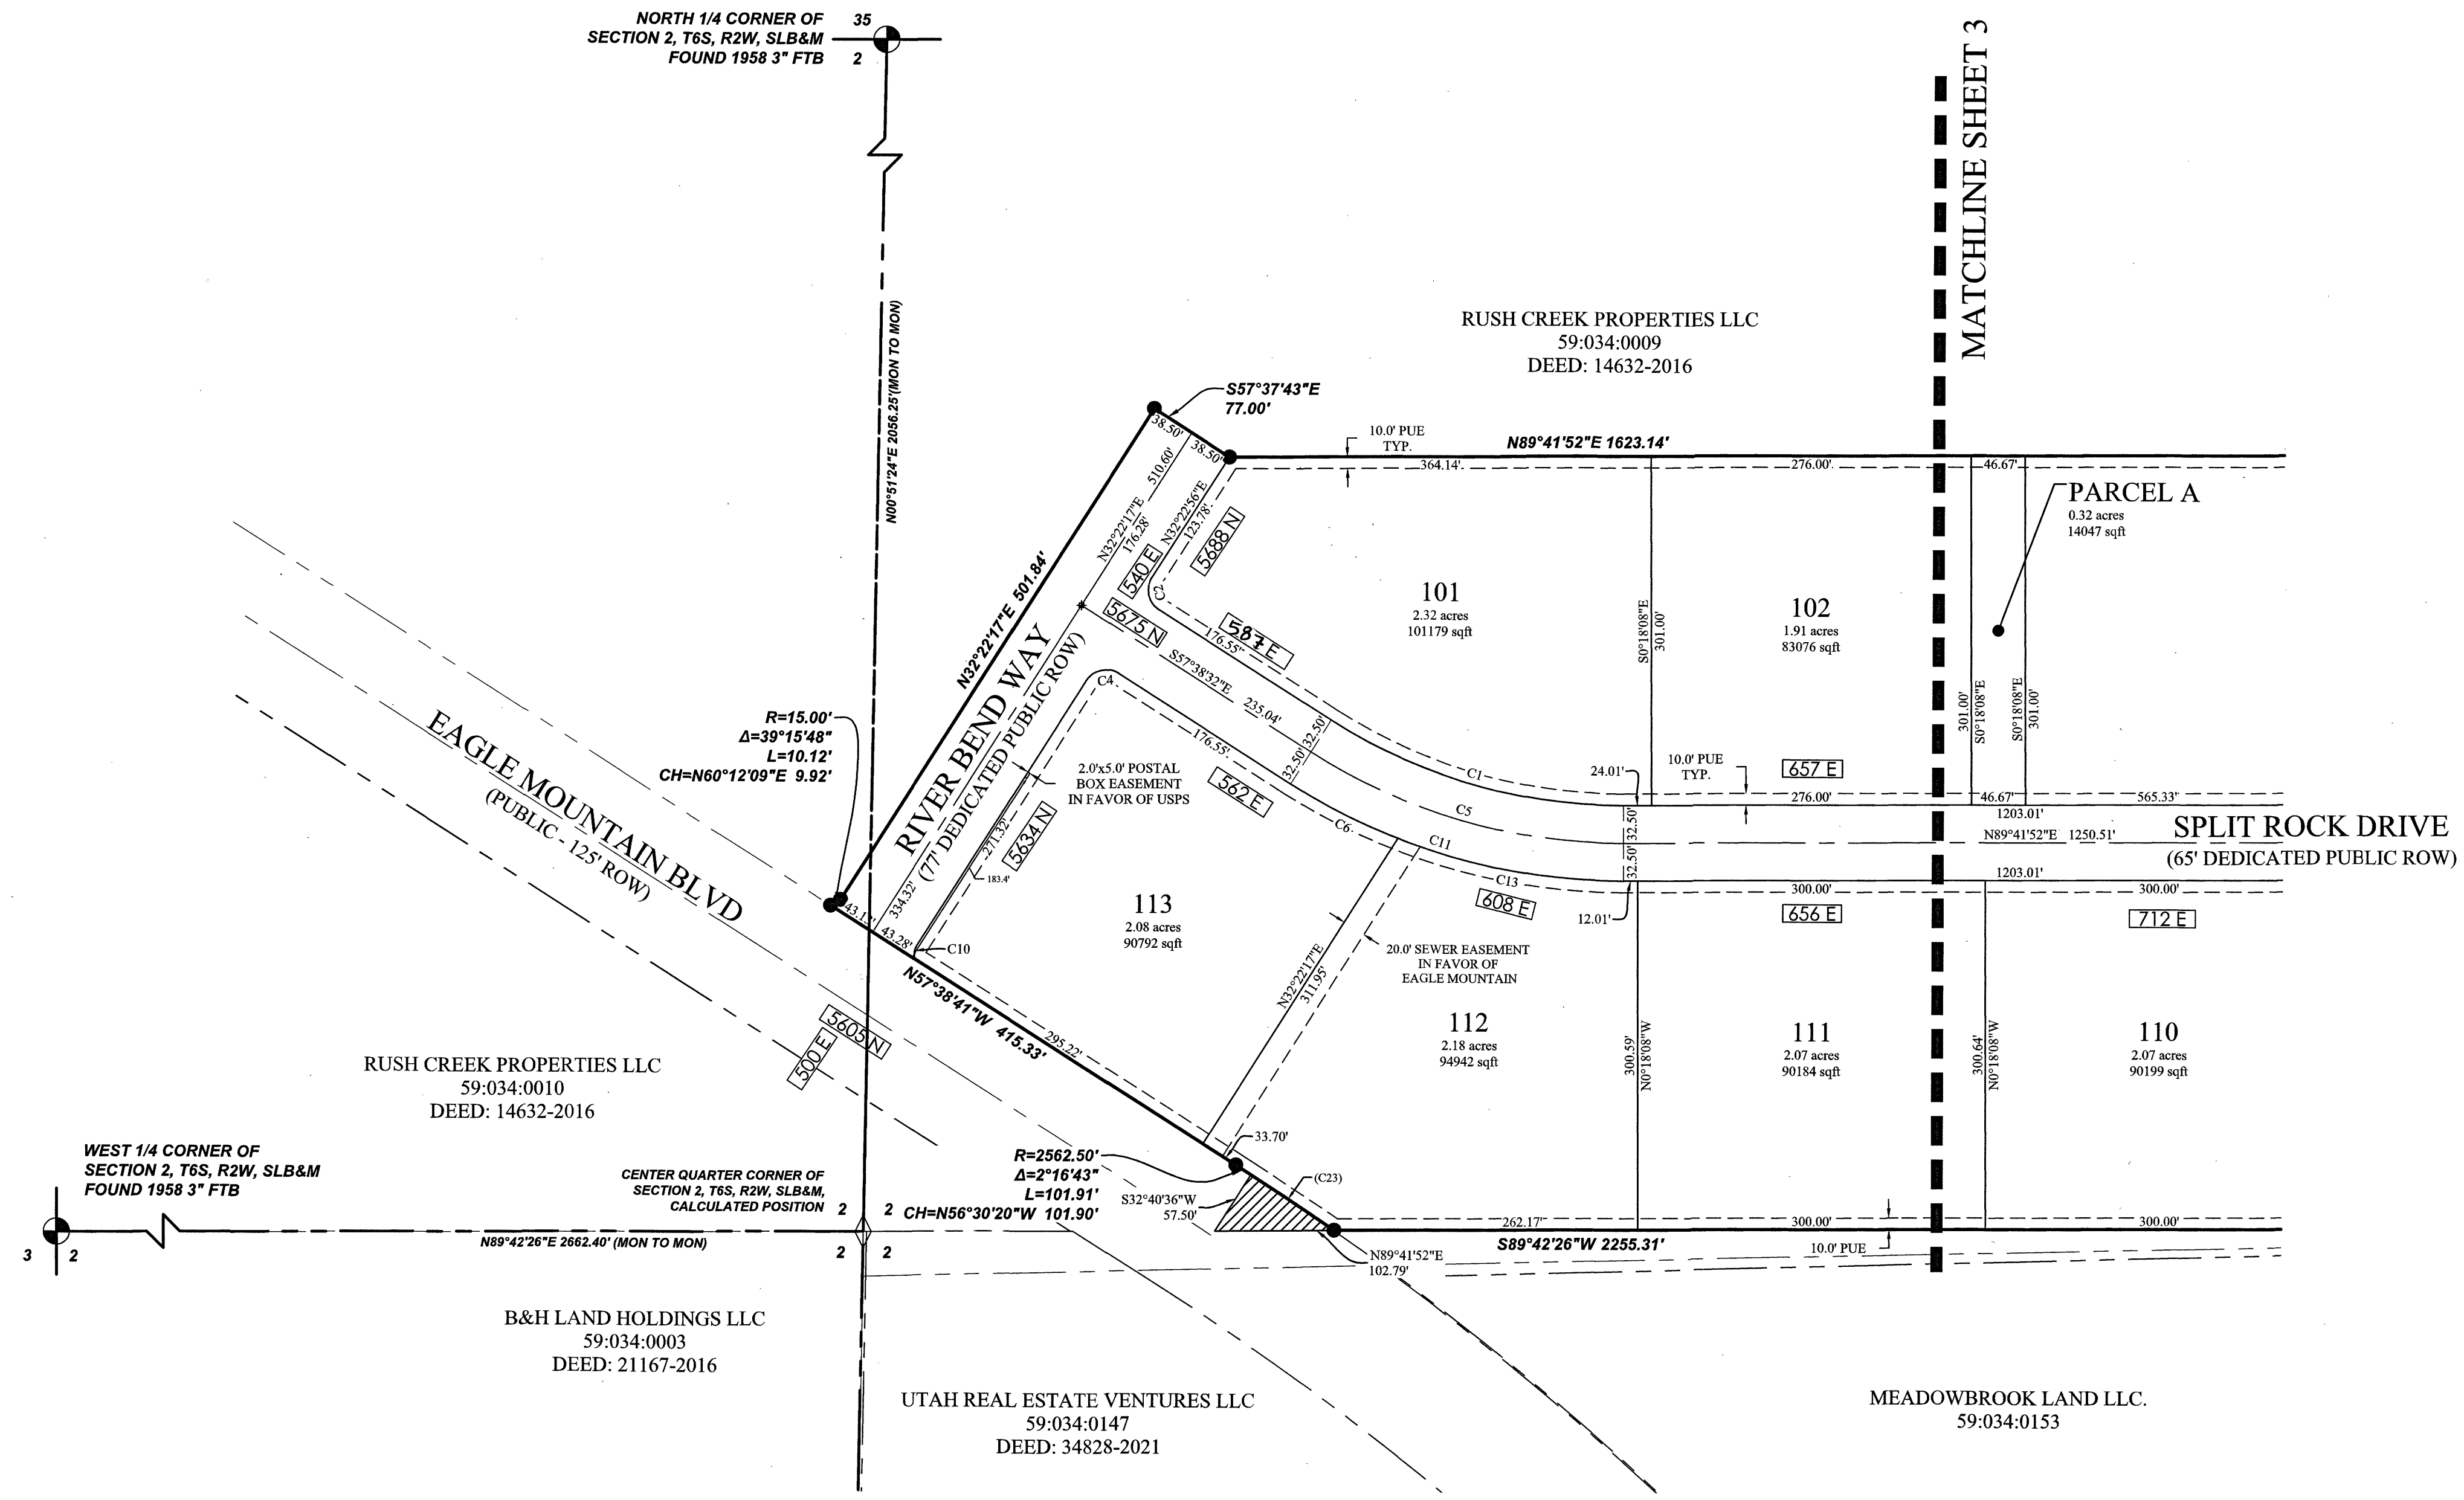 NORTH 1/4 CORNER OF
SECTION 2, T6S, R2W, SLB&M
FOUND 1958 3" FTB
35
2
MATCHLINE SHEET 3
N00°51'24"E 2056.25'(MON TO MON)
RUSH CREEK PROPERTIES LLC
59:034:0009
DEED: 14632-2016
S57°37'43"E
77.00'
38.50'
38.50'
10.0' PUE
TYP.
N89°41'52"E 1623.14'
364.14'
276.00'
46.67'
PARCEL A
0.32 acres
14047 sqft
N32°22'17"E 501.84'
510.60'
N32°22'17"E
176.28'
N32°22'56"E
123.78'
5688 N
540 E
C2
5675 N
587 E
176.55'
S57°38'32"E
235.04'
101
2.32 acres
101179 sqft
S0°18'08"E
301.00'
102
1.91 acres
83076 sqft
301.00'
S0°18'08"E
S0°18'08"E
301.00'
RIVER BEND WAY
(77' DEDICATED PUBLIC ROW)
C4
176.55'
32.50'
32.50'
562 E
C1
C5
C6
C11
C13
24.01'
10.0' PUE
TYP.
657 E
276.00'
46.67'
565.33'
1203.01'
32.50'
32.50'
N89°41'52"E 1250.51'
SPLIT ROCK DRIVE
(65' DEDICATED PUBLIC ROW)
1203.01'
300.00'
300.00'
12.01'
608 E
656 E
712 E
R=15.00'
Δ=39°15'48"
L=10.12'
CH=N60°12'09"E 9.92'
EAGLE MOUNTAIN BLVD
(PUBLIC - 125' ROW)
2.0'x5.0' POSTAL
BOX EASEMENT
IN FAVOR OF USPS
271.32'
5634 N
183.4'
334.32'
43.28'
C10
113
2.08 acres
90792 sqft
N32°22'17"E
311.95'
20.0' SEWER EASEMENT
IN FAVOR OF
EAGLE MOUNTAIN
N57°38'41"W 415.33'
295.22'
5605 N
500 E
112
2.18 acres
94942 sqft
300.59'
N0°18'08"W
111
2.07 acres
90184 sqft
300.64'
N0°18'08"W
110
2.07 acres
90199 sqft
RUSH CREEK PROPERTIES LLC
59:034:0010
DEED: 14632-2016
WEST 1/4 CORNER OF
SECTION 2, T6S, R2W, SLB&M
FOUND 1958 3" FTB
3
2
CENTER QUARTER CORNER OF
SECTION 2, T6S, R2W, SLB&M,
CALCULATED POSITION
2
2
2
2
N89°42'26"E 2662.40' (MON TO MON)
R=2562.50'
Δ=2°16'43"
L=101.91'
CH=N56°30'20"W 101.90'
33.70'
(C23)
S32°40'36"W
57.50'
N89°41'52"E
102.79'
262.17'
300.00'
300.00'
S89°42'26"W 2255.31'
10.0' PUE
B&H LAND HOLDINGS LLC
59:034:0003
DEED: 21167-2016
UTAH REAL ESTATE VENTURES LLC
59:034:0147
DEED: 34828-2021
MEADOWBROOK LAND LLC.
59:034:0153